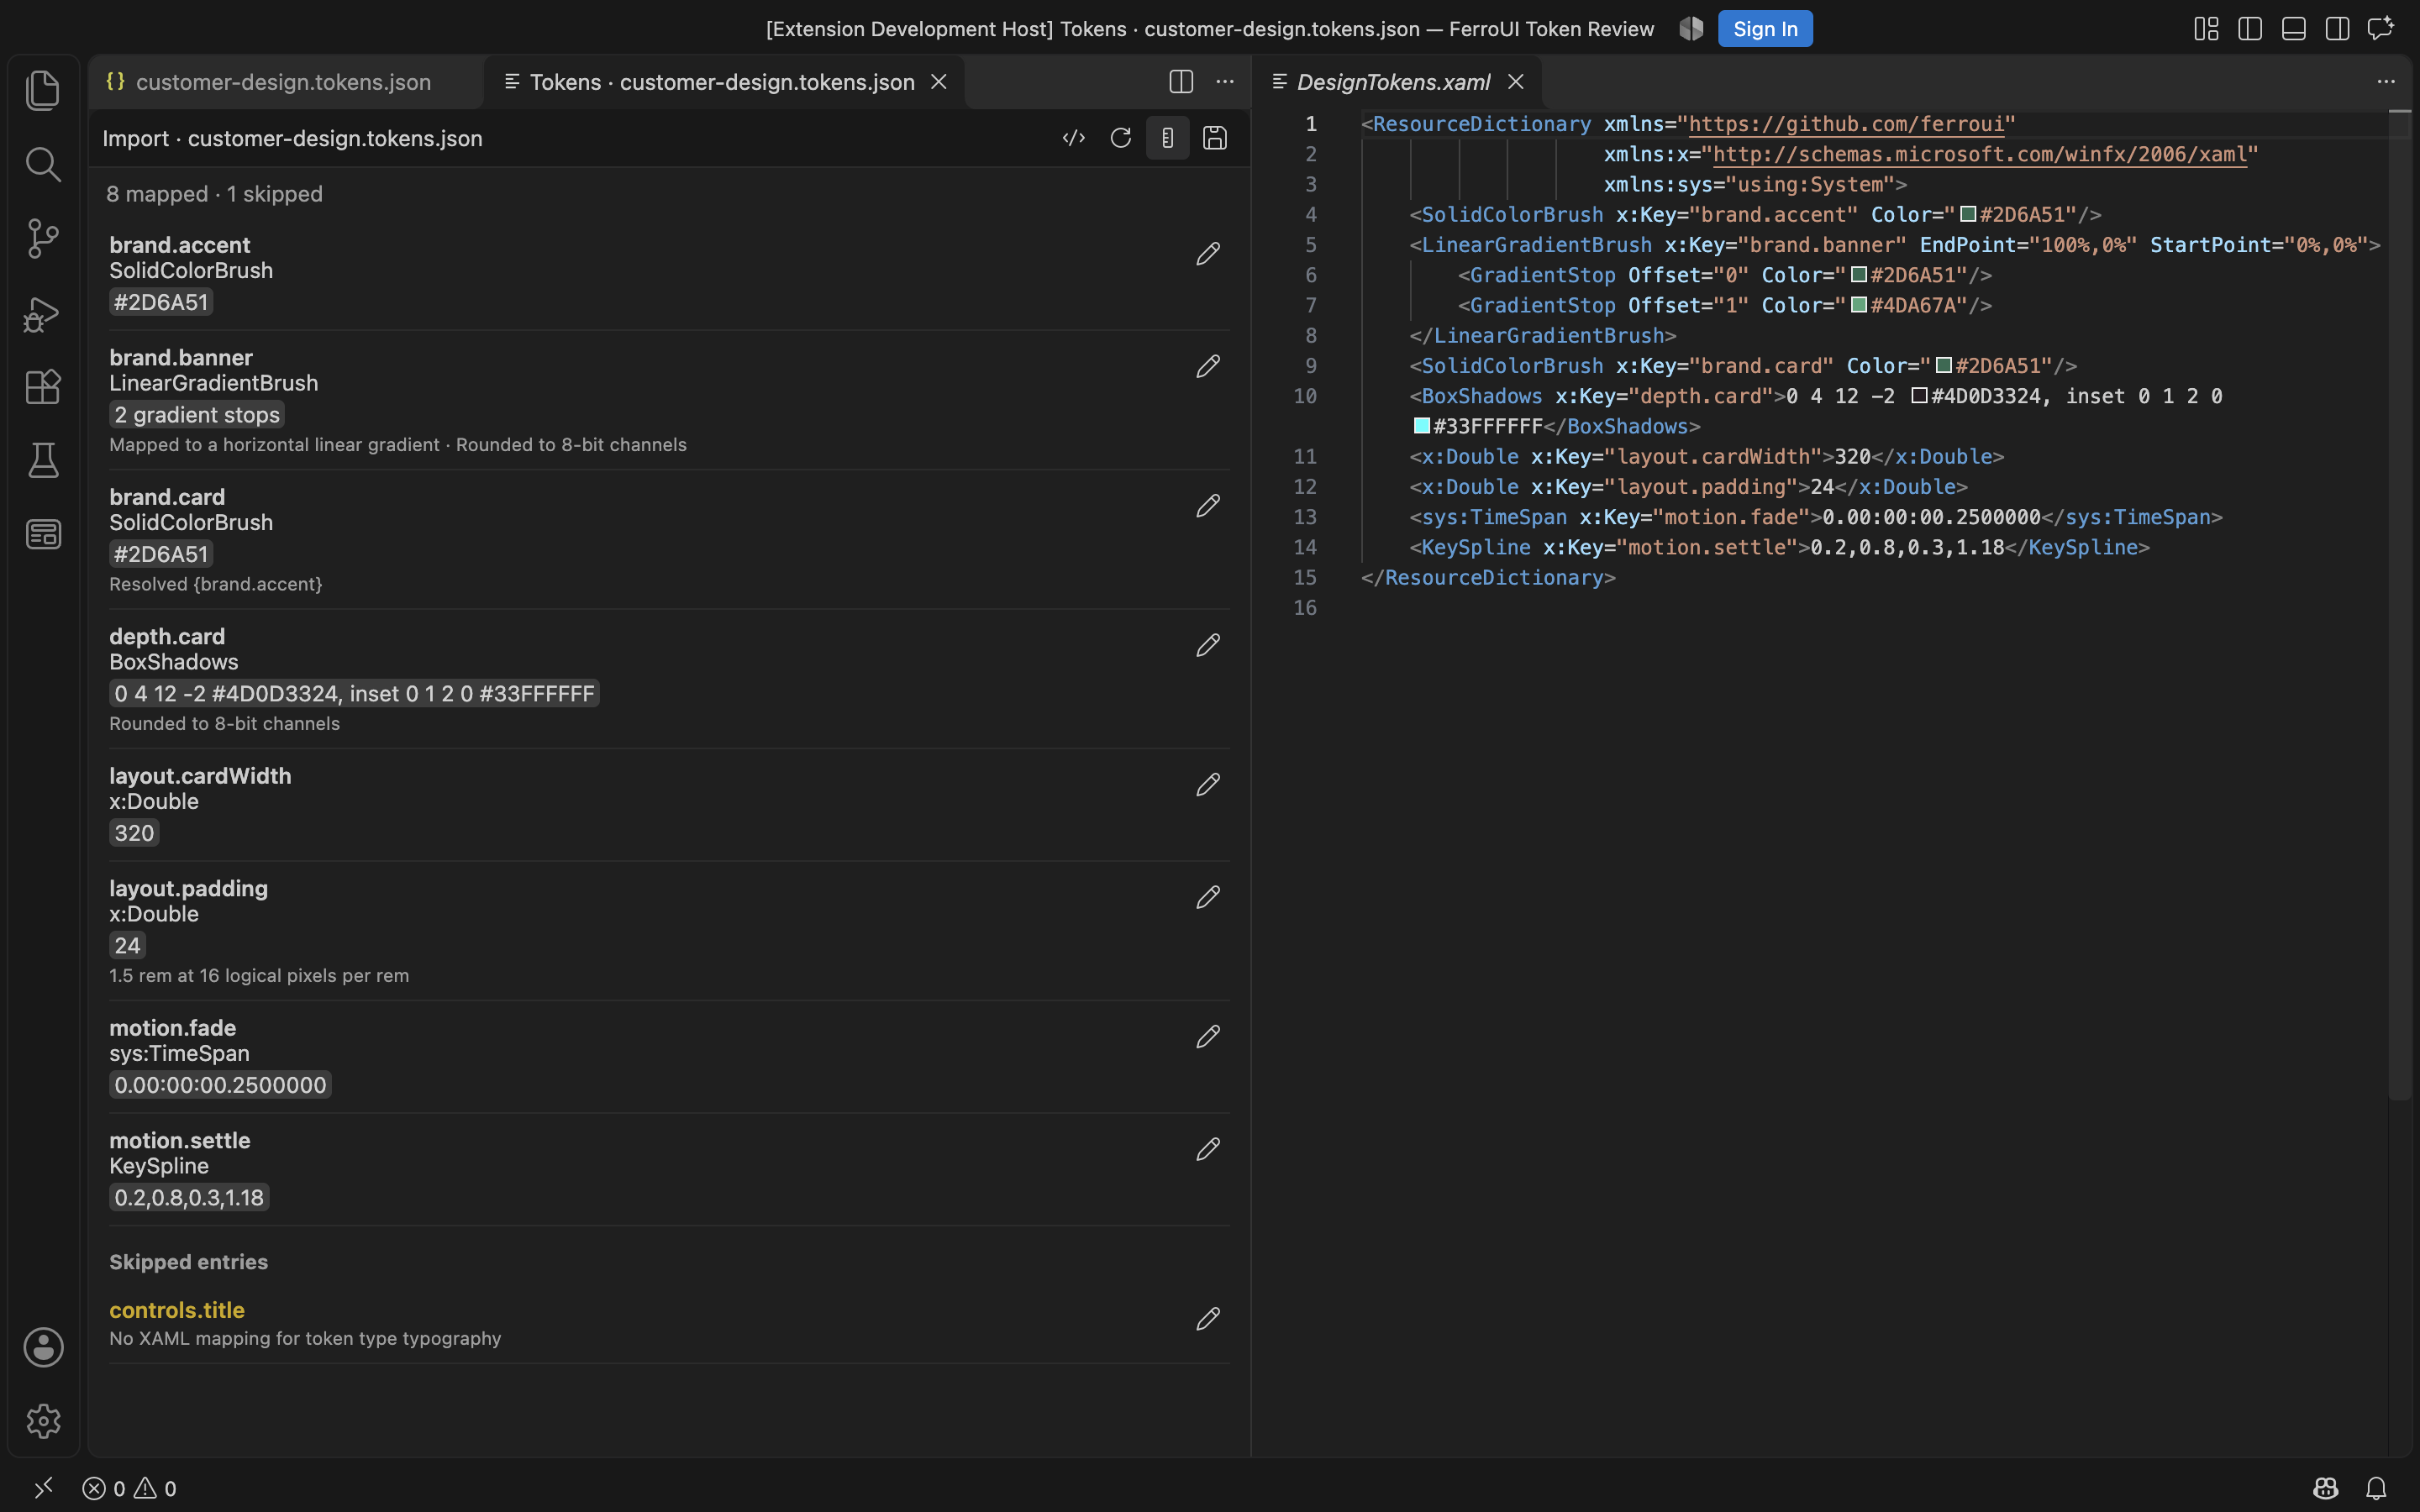 [Extension Development Host] Tokens · customer-design.tokens.json — FerroUI Token Review
Sign In
{} customer-design.tokens.json
Tokens · customer-design.tokens.json
DesignTokens.xaml
Import · customer-design.tokens.json
8 mapped · 1 skipped
brand.accent
SolidColorBrush
#2D6A51
brand.banner
LinearGradientBrush
2 gradient stops
Mapped to a horizontal linear gradient · Rounded to 8-bit channels
brand.card
SolidColorBrush
#2D6A51
Resolved {brand.accent}
depth.card
BoxShadows
0 4 12 -2 #4D0D3324, inset 0 1 2 0 #33FFFFFF
Rounded to 8-bit channels
layout.cardWidth
x:Double
320
layout.padding
x:Double
24
1.5 rem at 16 logical pixels per rem
motion.fade
sys:TimeSpan
0.00:00:00.2500000
motion.settle
KeySpline
0.2,0.8,0.3,1.18
Skipped entries
controls.title
No XAML mapping for token type typography
1 <ResourceDictionary xmlns="https://github.com/ferroui"
2 xmlns:x="http://schemas.microsoft.com/winfx/2006/xaml"
3 xmlns:sys="using:System">
4 <SolidColorBrush x:Key="brand.accent" Color="#2D6A51"/>
5 <LinearGradientBrush x:Key="brand.banner" EndPoint="100%,0%" StartPoint="0%,0%">
6 <GradientStop Offset="0" Color="#2D6A51"/>
7 <GradientStop Offset="1" Color="#4DA67A"/>
8 </LinearGradientBrush>
9 <SolidColorBrush x:Key="brand.card" Color="#2D6A51"/>
10 <BoxShadows x:Key="depth.card">0 4 12 -2 #4D0D3324, inset 0 1 2 0
#33FFFFFF</BoxShadows>
11 <x:Double x:Key="layout.cardWidth">320</x:Double>
12 <x:Double x:Key="layout.padding">24</x:Double>
13 <sys:TimeSpan x:Key="motion.fade">0.00:00:00.2500000</sys:TimeSpan>
14 <KeySpline x:Key="motion.settle">0.2,0.8,0.3,1.18</KeySpline>
15 </ResourceDictionary>
16
0 0